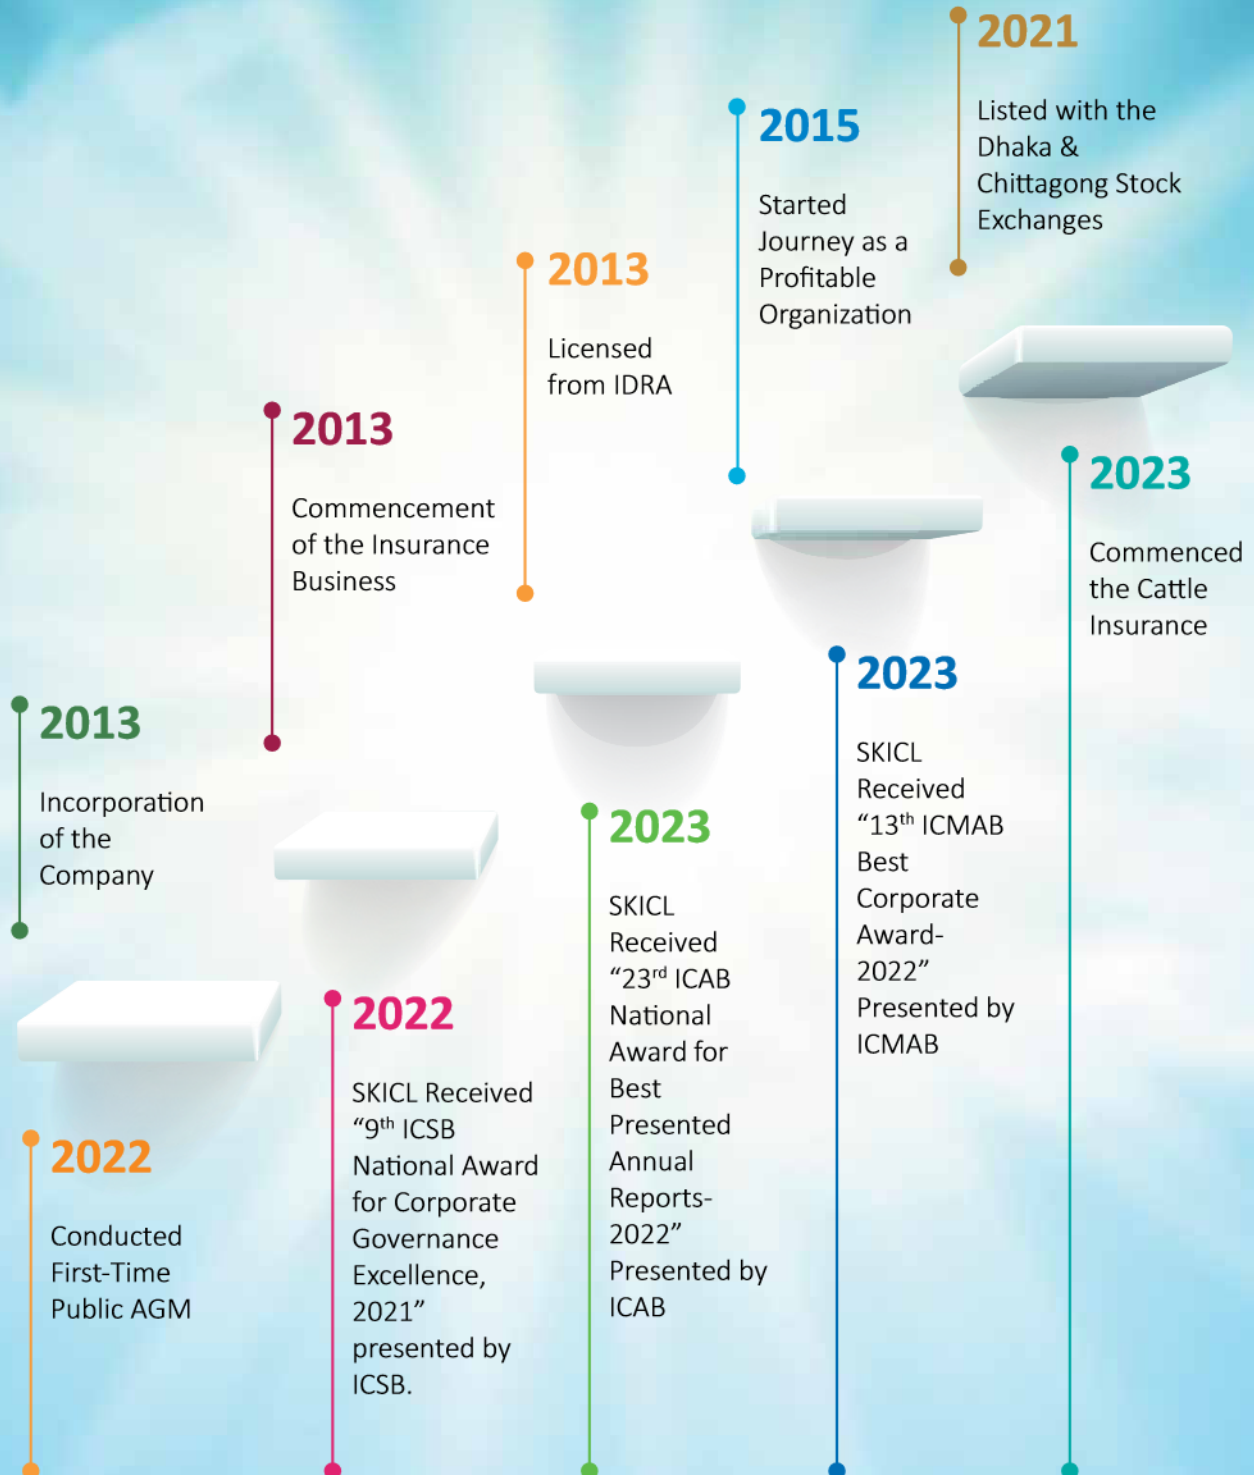 2013
Incorporation
of the
Company
2013
Commencement
of the Insurance
Business
2013
Licensed
from IDRA
2015
Started
Journey as a
Profitable
Organization
2021
Listed with the
Dhaka &
Chittagong Stock
Exchanges
2022
Conducted
First-Time
Public AGM
2022
SKICL Received
“9th ICSB
National Award
for Corporate
Governance
Excellence,
2021”
presented by
ICSB.
2023
SKICL
Received
“23rd ICAB
National
Award for
Best
Presented
Annual
Reports-
2022”
Presented by
ICAB
2023
SKICL
Received
“13th ICMAB
Best
Corporate
Award-
2022”
Presented by
ICMAB
2023
Commenced
the Cattle
Insurance